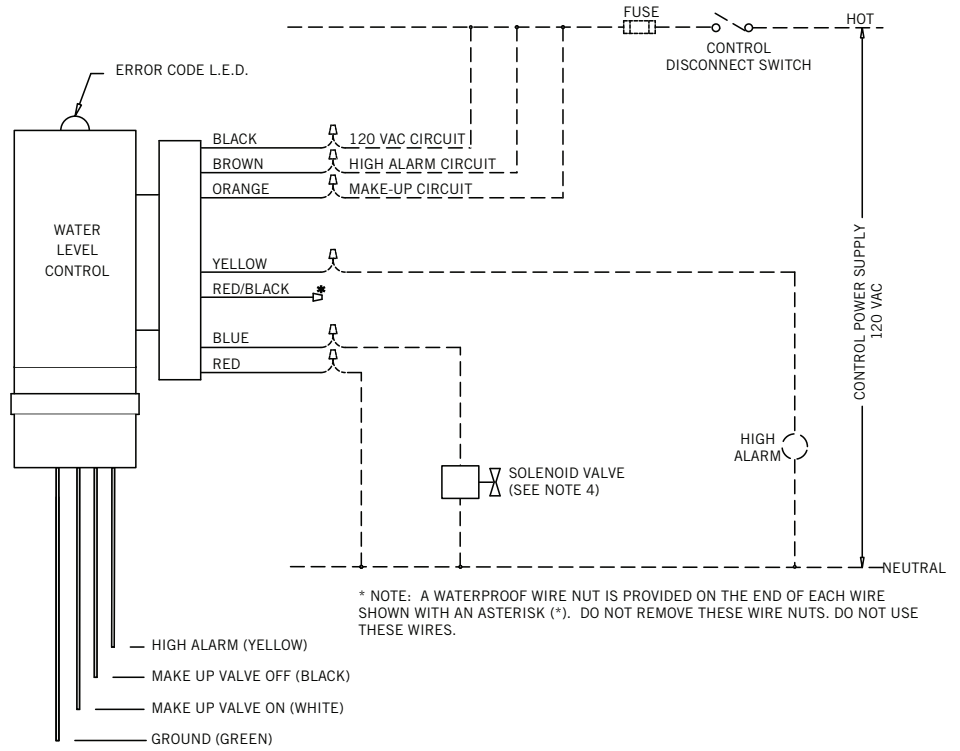 FUSE
HOT
CONTROL
DISCONNECT SWITCH
ERROR CODE L.E.D.
BLACK
120 VAC CIRCUIT
BROWN
HIGH ALARM CIRCUIT
ORANGE
MAKE-UP CIRCUIT
WATER
LEVEL
CONTROL
YELLOW
RED/BLACK
*
BLUE
RED
CONTROL POWER SUPPLY
120 VAC
HIGH
ALARM
SOLENOID VALVE
(SEE NOTE 4)
NEUTRAL
* NOTE: A WATERPROOF WIRE NUT IS PROVIDED ON THE END OF EACH WIRE
SHOWN WITH AN ASTERISK (*). DO NOT REMOVE THESE WIRE NUTS. DO NOT USE
THESE WIRES.
HIGH ALARM (YELLOW)
MAKE UP VALVE OFF (BLACK)
MAKE UP VALVE ON (WHITE)
GROUND (GREEN)